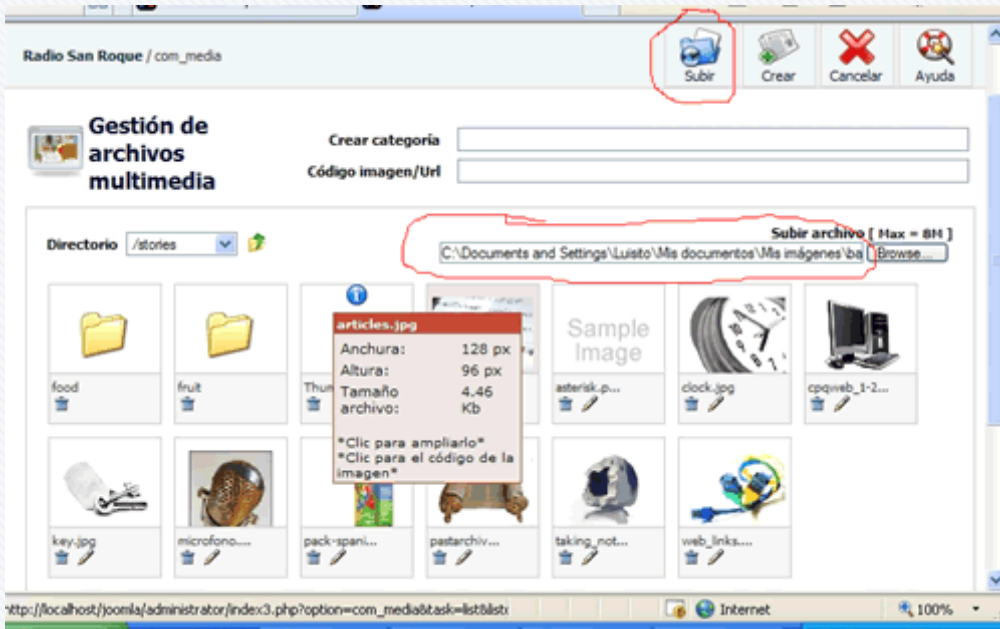 Radio San Roque / com_media
Subir
Crear
Cancelar
Ayuda
Gestión de
archivos
multimedia
Crear categoría
Código imagen/Url
Directorio
/stories
Subir archivo [ Max = 8M ]
C:\Documents and Settings\Luisto\Mis documentos\Mis imágenes\ba
Browse...
articles.jpg
Anchura: 128 px
Altura: 96 px
Tamaño 4.46
archivo: Kb
*Clic para ampliarlo*
*Clic para el código de la
imagen*
Sample
Image
food
fruit
Thun
asterisk.p...
clock.jpg
cpqweb_1-2...
key.jpg
microfono....
pack-spani...
pastarchiv...
taking_not...
web_links....
http://localhost/joomla/administrator/index3.php?option=com_media&task=list&list
Internet
100%